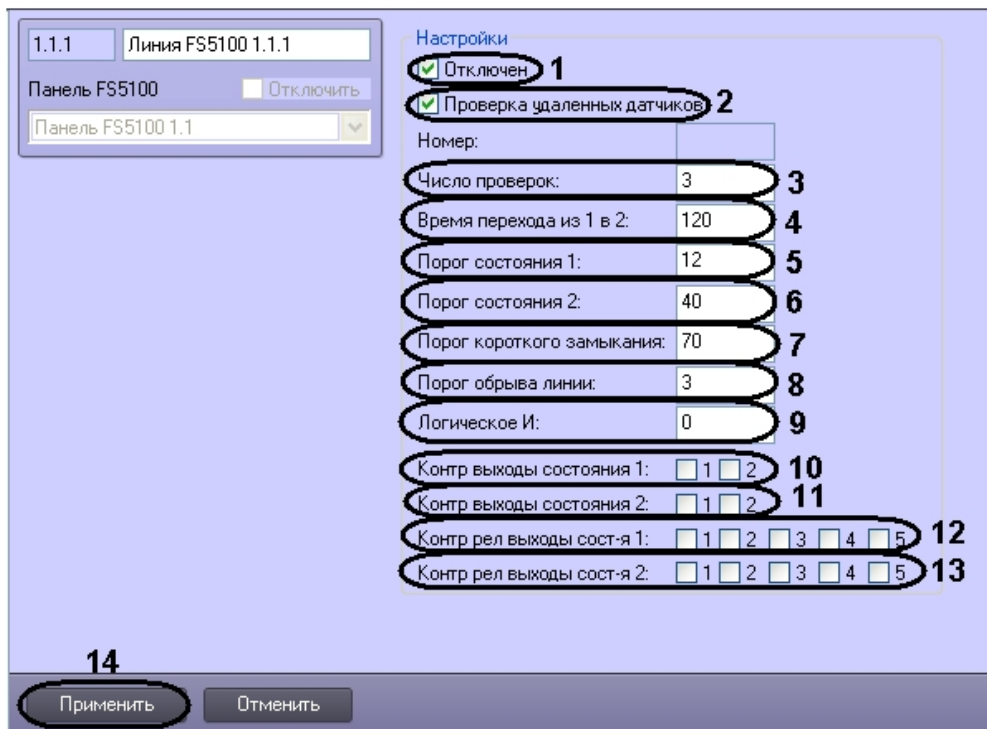 1.1.1 Линия FS5100 1.1.1
Панель FS5100 Отключить
Панель FS5100 1.1
Настройки
Отключен 1
Проверка удаленных датчиков 2
Номер:
Число проверок: 3 3
Время перехода из 1 в 2: 120 4
Порог состояния 1: 12 5
Порог состояния 2: 40 6
Порог короткого замыкания: 70 7
Порог обрыва линии: 3 8
Логическое И: 0 9
Контр выходы состояния 1: 1 2 10
Контр выходы состояния 2: 1 2 11
Контр рел выходы сост-я 1: 1 2 3 4 5 12
Контр рел выходы сост-я 2: 1 2 3 4 5 13
14
Применить Отменить